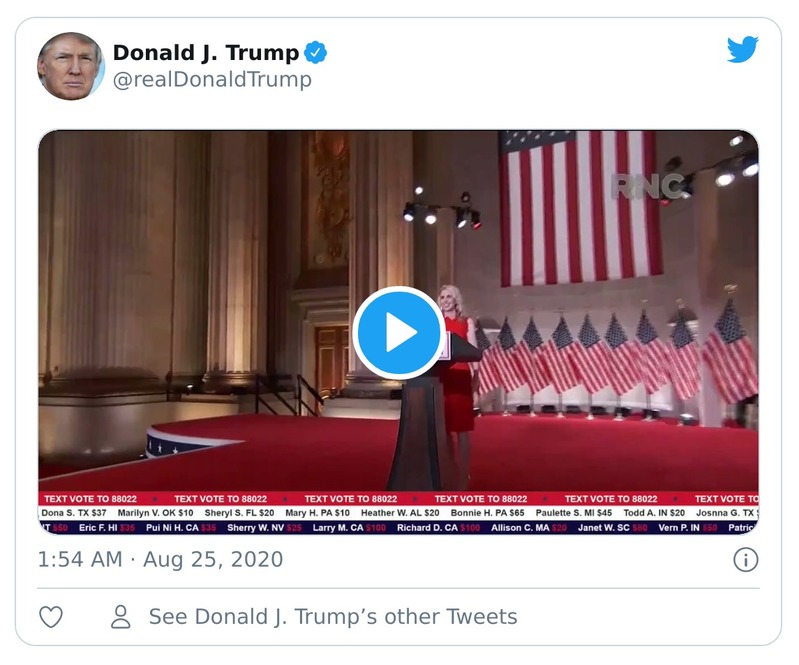 Donald J. Trump
@realDonaldTrump
RNC
TEXT VOTE TO 88022 TEXT VOTE TO 88022 TEXT VOTE TO 88022 TEXT VOTE TO 88022 TEXT VOTE TO 88022 TEXT VOTE TO
Dona S. TX $37 Marilyn V. OK $10 Sheryl S. FL $20 Mary H. PA $10 Heather W. AL $20 Bonnie H. PA $65 Paulette S. MI $45 Todd A. IN $20 Josnna G. TX
$50 Eric F. HI $35 Pui Ni H. CA $35 Sherry W. NV $25 Larry M. CA $100 Richard D. CA $100 Allison C. MA $20 Janet W. SC $80 Vern P. IN $50 Patric
1:54 AM · Aug 25, 2020
See Donald J. Trump’s other Tweets